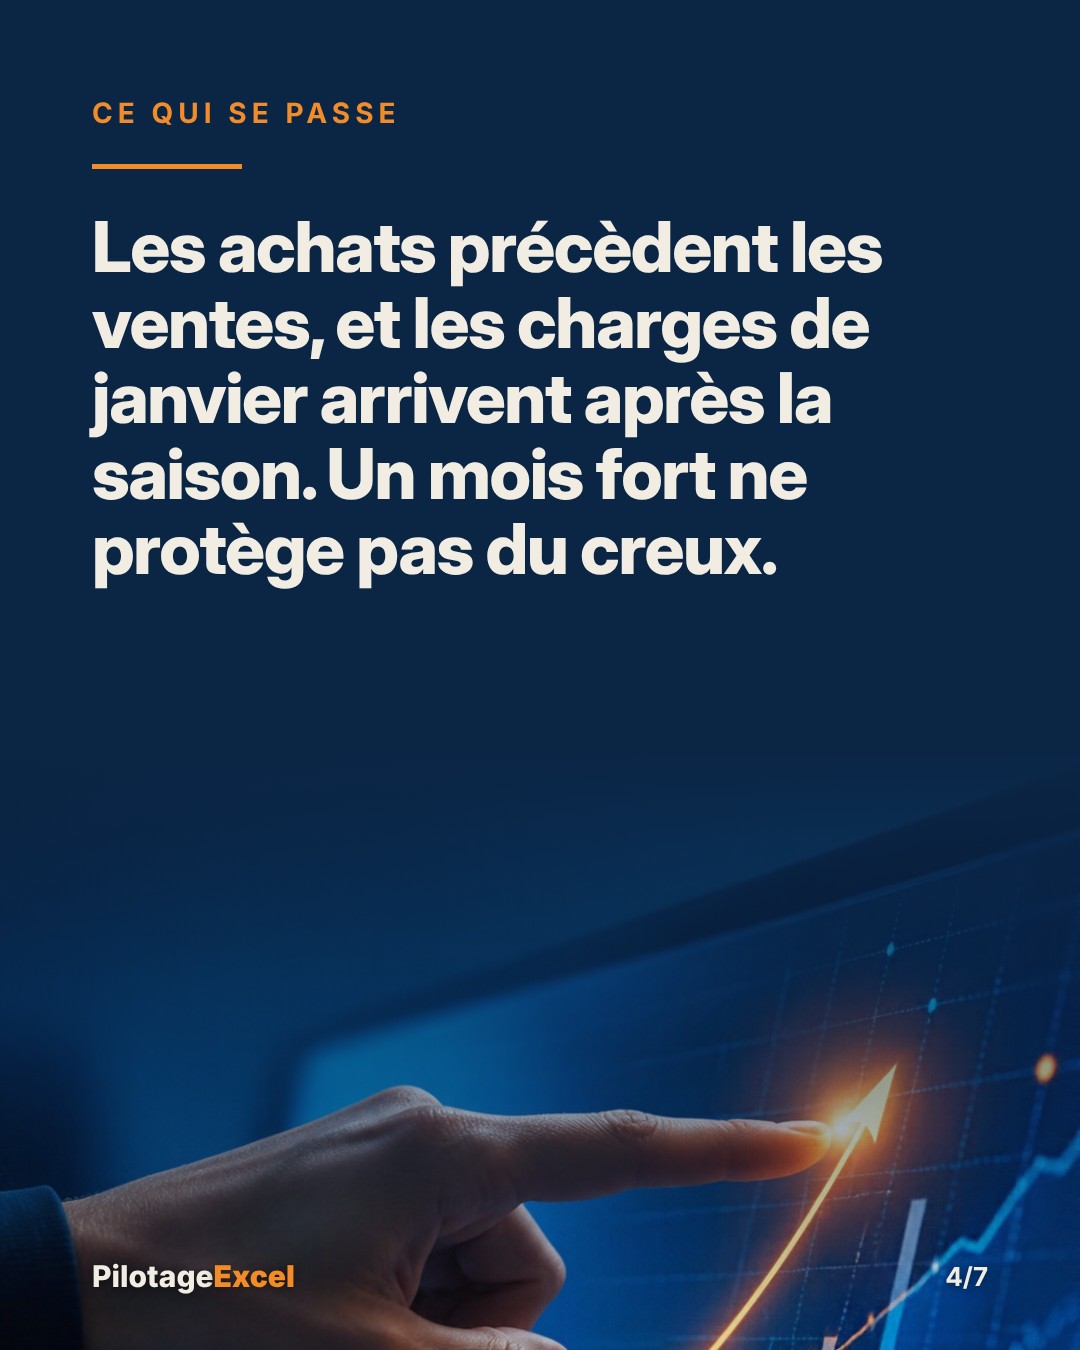 CE QUI SE PASSE
Les achats précèdent les
ventes, et les charges de
janvier arrivent après la
saison. Un mois fort ne
protège pas du creux.
PilotageExcel
4/7